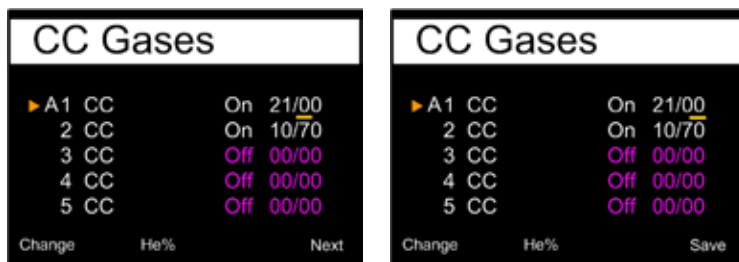 CC Gases
A1 CC On 21/00
2 CC On 10/70
3 CC Off 00/00
4 CC Off 00/00
5 CC Off 00/00
Change He% Next
CC Gases
A1 CC On 21/00
2 CC On 10/70
3 CC Off 00/00
4 CC Off 00/00
5 CC Off 00/00
Change He% Save